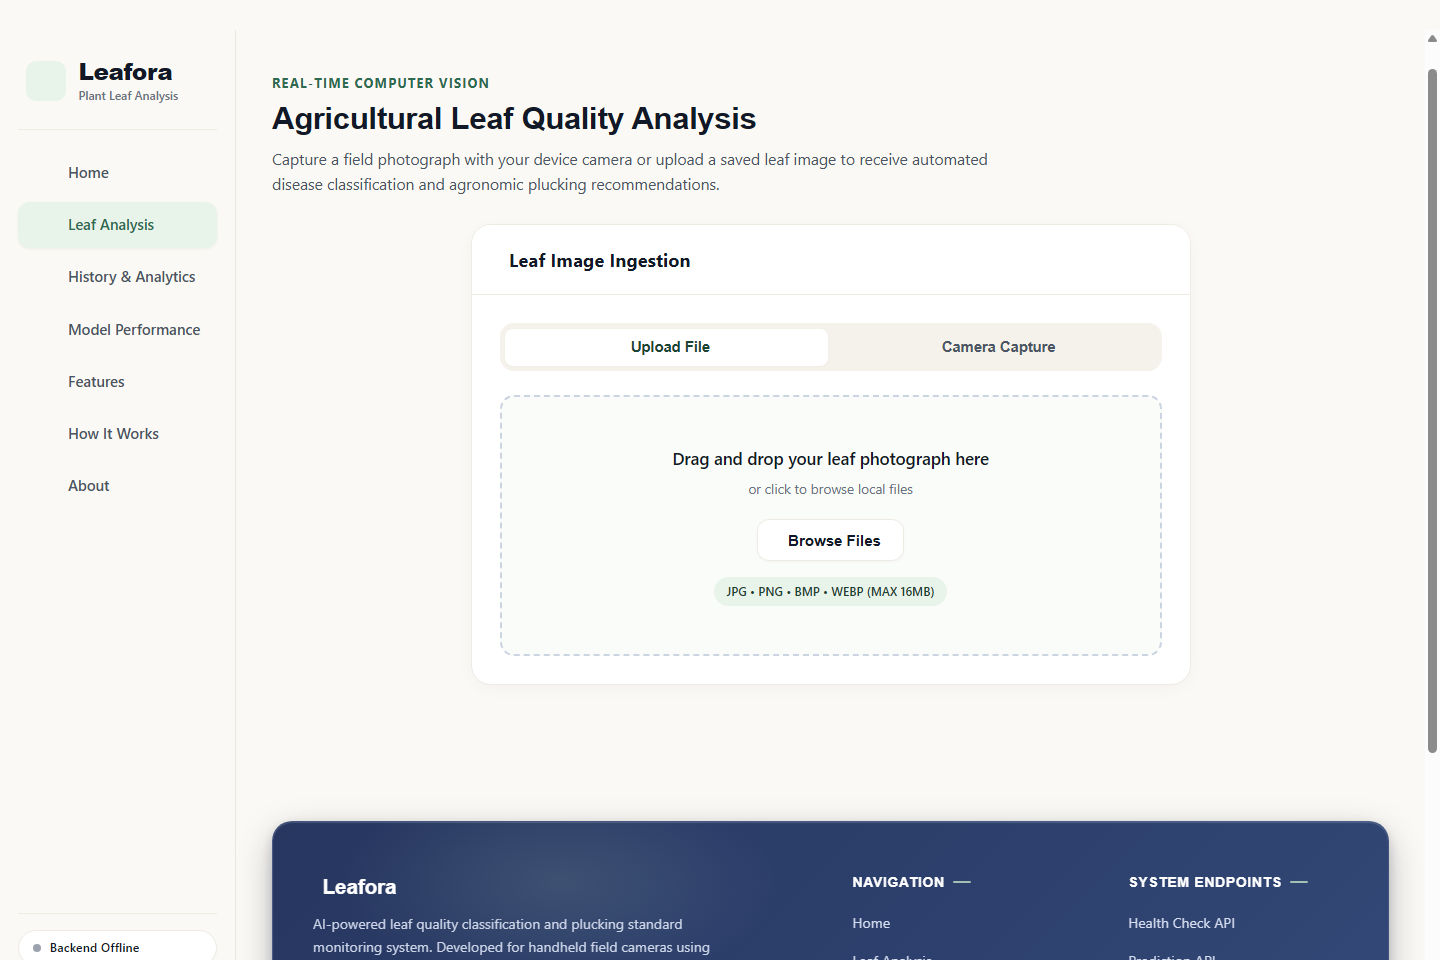 Leafora
Plant Leaf Analysis
Home
Leaf Analysis
History & Analytics
Model Performance
Features
How It Works
About
Backend Offline
REAL-TIME COMPUTER VISION
Agricultural Leaf Quality Analysis
Capture a field photograph with your device camera or upload a saved leaf image to receive automated
disease classification and agronomic plucking recommendations.
Leaf Image Ingestion
Upload File
Camera Capture
Drag and drop your leaf photograph here
or click to browse local files
Browse Files
JPG • PNG • BMP • WEBP (MAX 16MB)
Leafora
AI-powered leaf quality classification and plucking standard
monitoring system. Developed for handheld field cameras using
NAVIGATION
Home
Leaf Analysis
SYSTEM ENDPOINTS
Health Check API
Prediction API